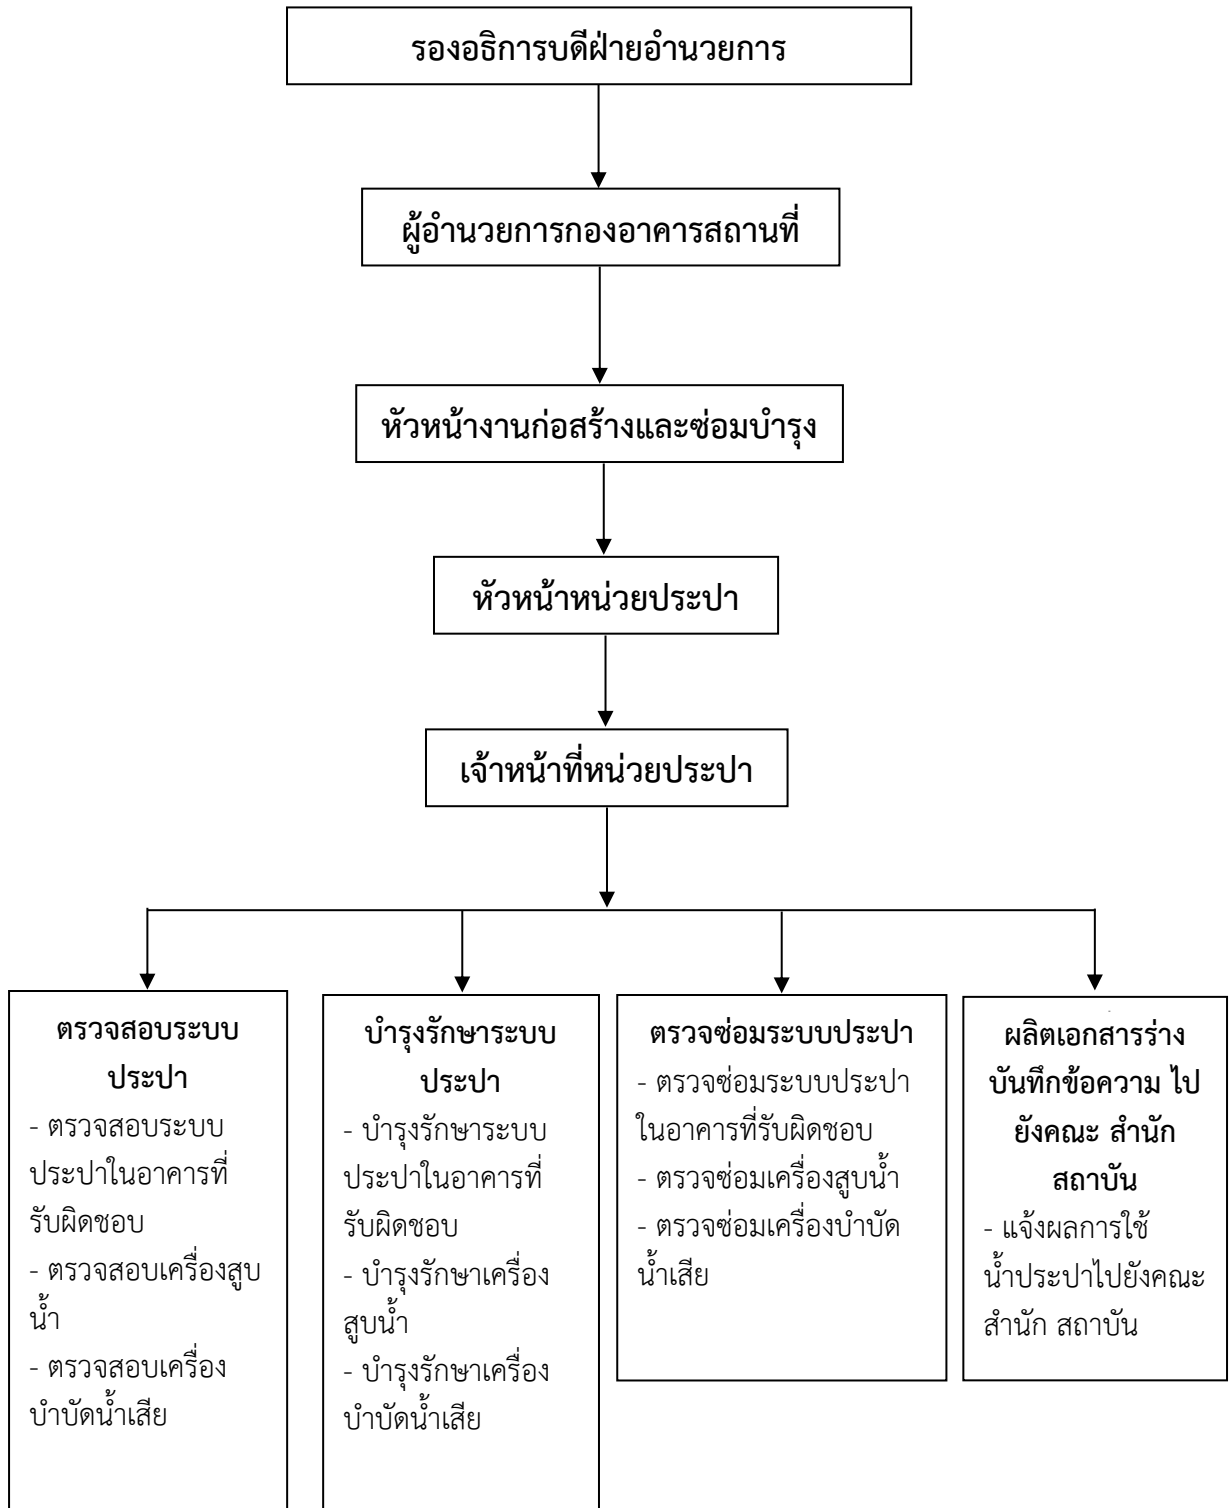 รองอธิการบดีฝ่ายอำนวยการ
ผู้อำนวยการกองอาคารสถานที่
หัวหน้างานก่อสร้างและซ่อมบำรุง
หัวหน้าหน่วยประปา
เจ้าหน้าที่หน่วยประปา
ตรวจสอบระบบ
ประปา
- ตรวจสอบระบบ
ประปาในอาคารที่
รับผิดชอบ
- ตรวจสอบเครื่องสูบ
น้ำ
- ตรวจสอบเครื่อง
บำบัดน้ำเสีย
บำรุงรักษาระบบ
ประปา
- บำรุงรักษาระบบ
ประปาในอาคารที่
รับผิดชอบ
- บำรุงรักษาเครื่อง
สูบน้ำ
- บำรุงรักษาเครื่อง
บำบัดน้ำเสีย
ตรวจซ่อมระบบประปา
- ตรวจซ่อมระบบประปา
ในอาคารที่รับผิดชอบ
- ตรวจซ่อมเครื่องสูบน้ำ
- ตรวจซ่อมเครื่องบำบัด
น้ำเสีย
ผลิตเอกสารร่าง
บันทึกข้อความ ไป
ยังคณะ สำนัก
สถาบัน
- แจ้งผลการใช้
น้ำประปาไปยังคณะ
สำนัก สถาบัน